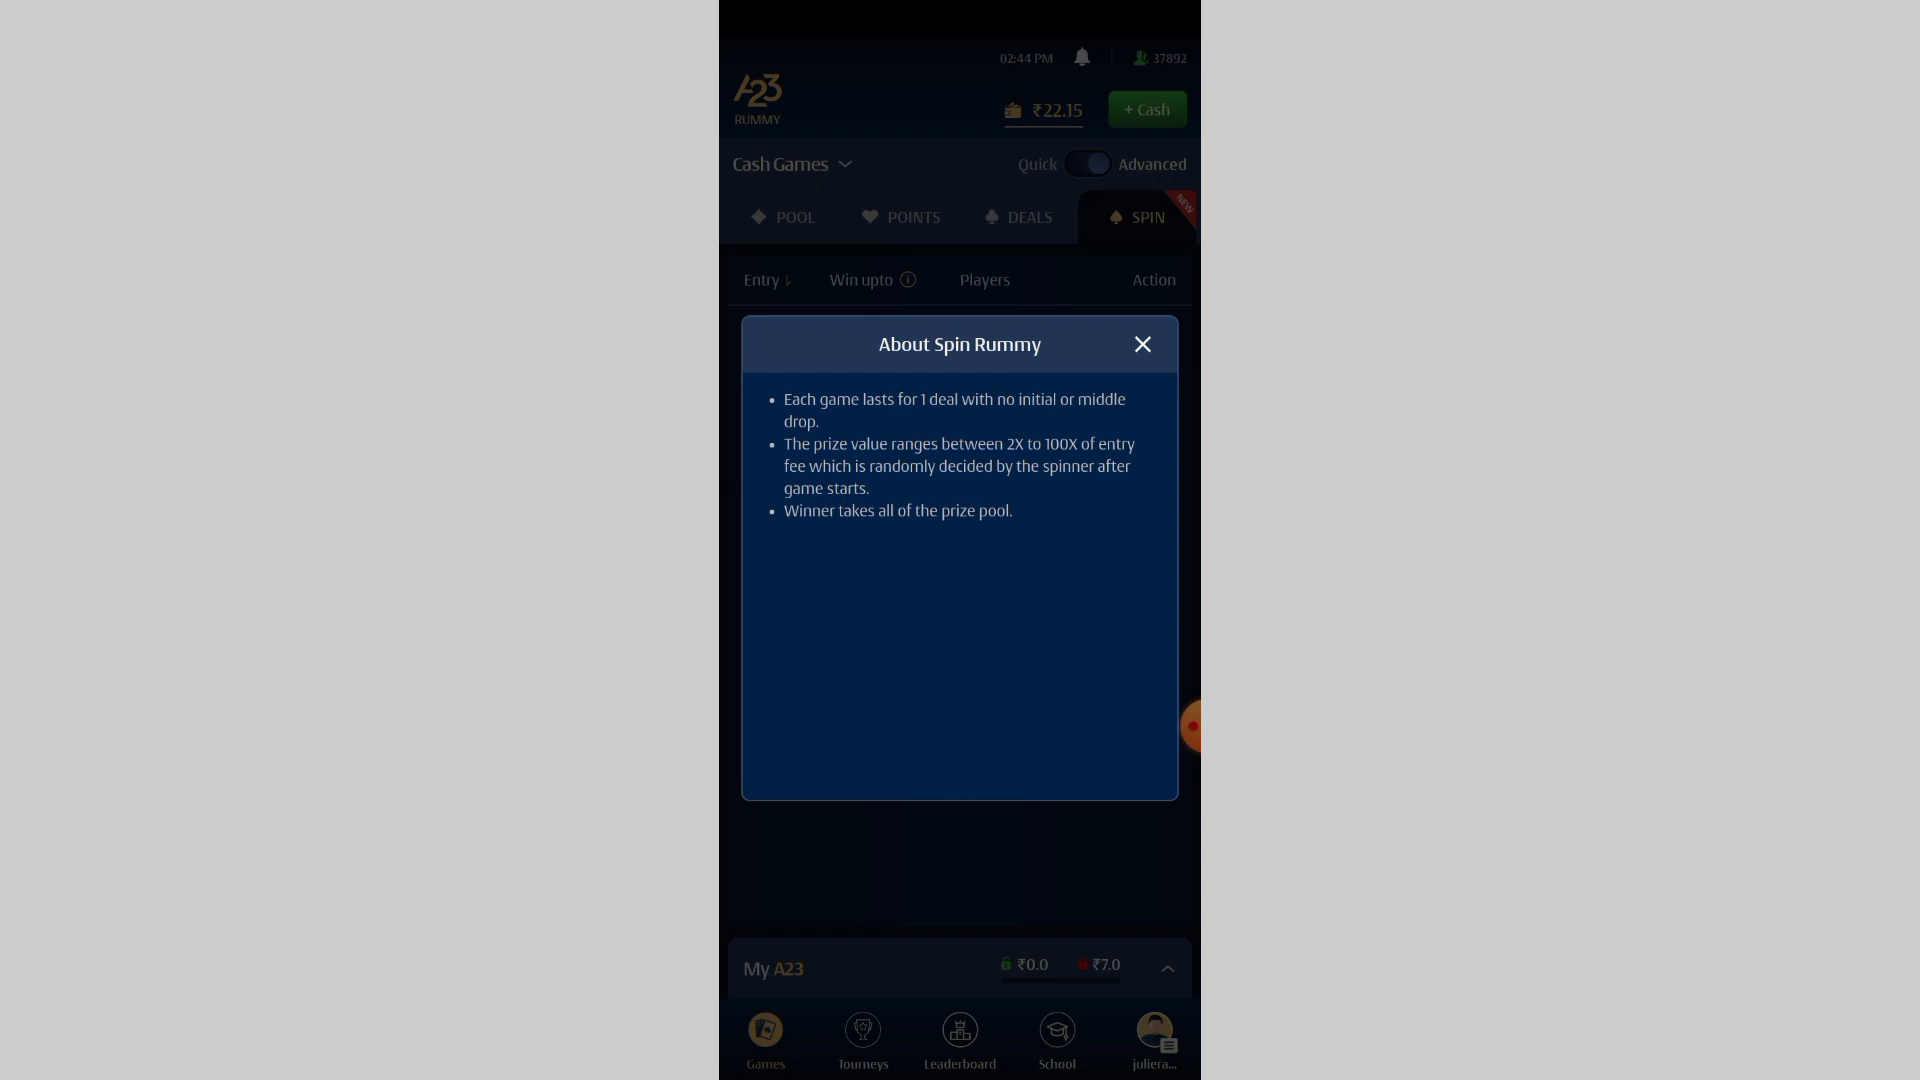 02:44 PM 37892
A23
RUMMY
₹22.15
+ Cash
Cash Games
Quick Advanced
POOL POINTS DEALS SPIN NEW
Entry Win upto Players Action
About Spin Rummy
• Each game lasts for 1 deal with no initial or middle
drop.
• The prize value ranges between 2X to 100X of entry
fee which is randomly decided by the spinner after
game starts.
• Winner takes all of the prize pool.
My A23 ₹0.0 ₹7.0
Games Tourneys Leaderboard School juliera...